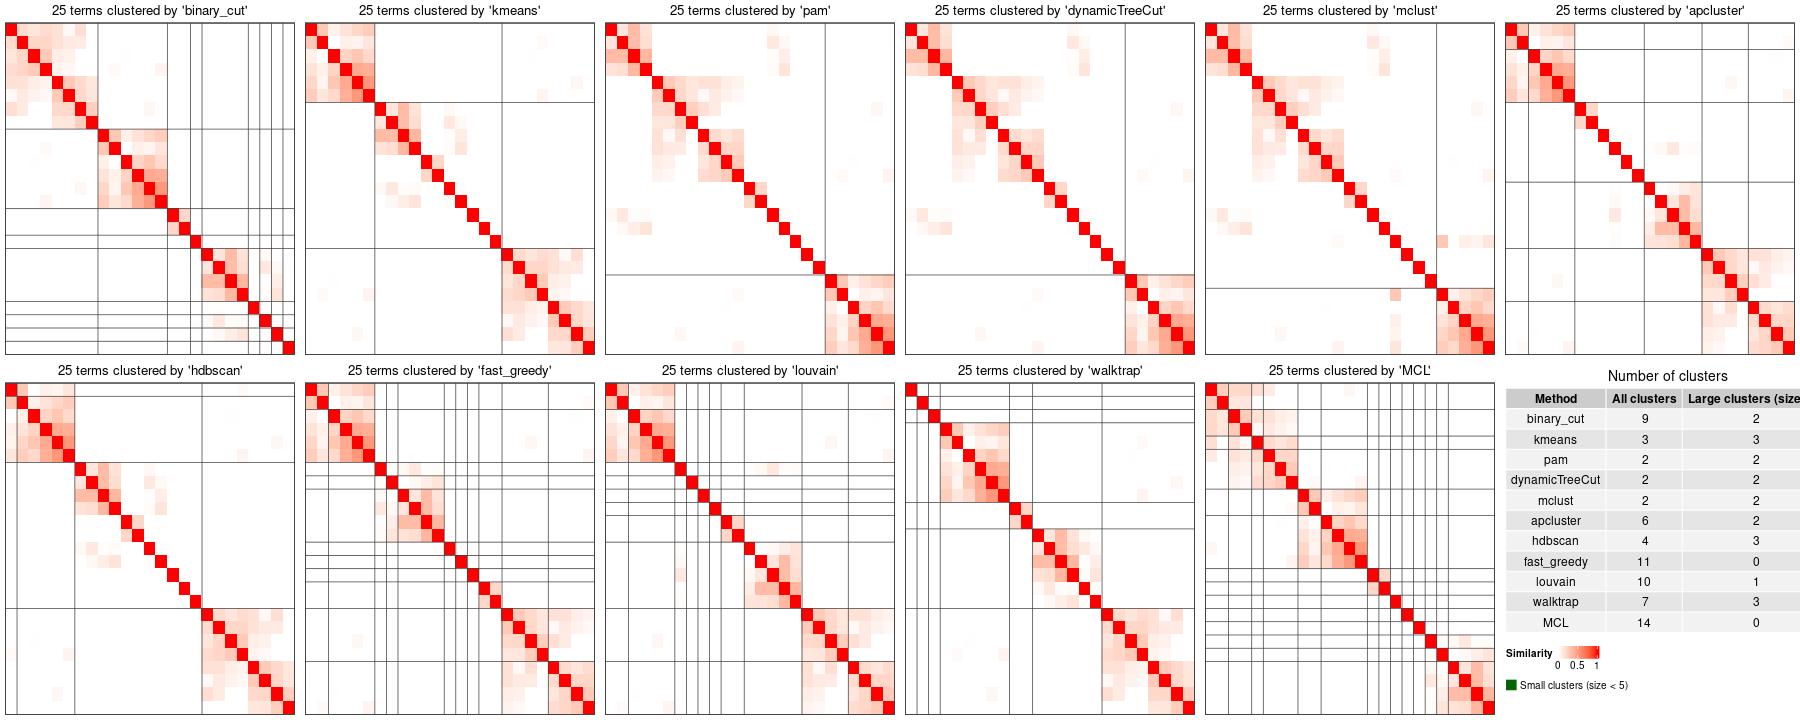 25 terms clustered by 'binary_cut'
25 terms clustered by 'kmeans'
25 terms clustered by 'pam'
25 terms clustered by 'dynamicTreeCut'
25 terms clustered by 'mclust'
25 terms clustered by 'apcluster'
25 terms clustered by 'hdbscan'
25 terms clustered by 'fast_greedy'
25 terms clustered by 'louvain'
25 terms clustered by 'walktrap'
25 terms clustered by 'MCL'
Number of clusters
Method All clusters Large clusters (size
binary_cut 9 2
kmeans 3 3
pam 2 2
dynamicTreeCut 2 2
mclust 2 2
apcluster 6 2
hdbscan 4 3
fast_greedy 11 0
louvain 10 1
walktrap 7 3
MCL 14 0
Similarity
0 0.5 1
Small clusters (size < 5)